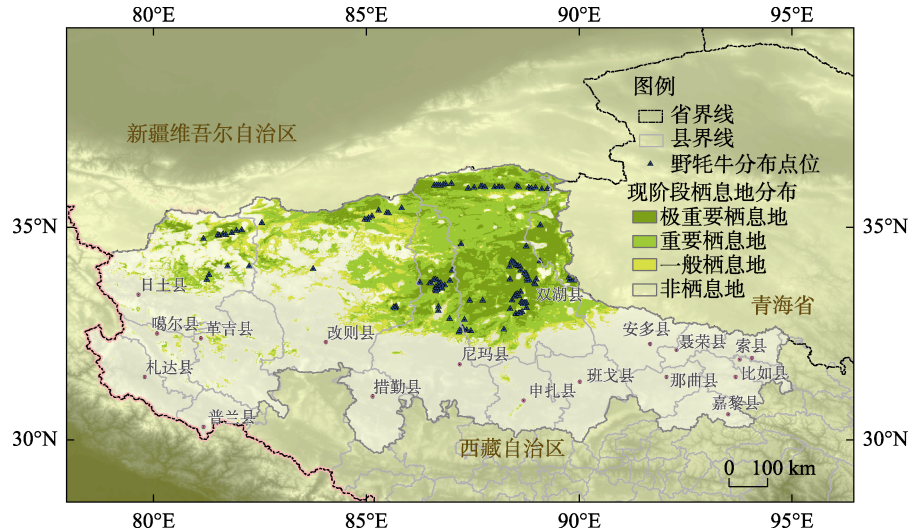 80°E 85°E 90°E 95°E
图例
省界线
县界线
野牦牛分布点位
现阶段栖息地分布
极重要栖息地
重要栖息地
一般栖息地
非栖息地
新疆维吾尔自治区
35°N 35°N
日土县
双湖县
青海省
噶尔县
革吉县
改则县
安多县
聂荣县
索县
尼玛县
札达县
措勤县
申扎县
班戈县
那曲县
比如县
普兰县
嘉黎县
30°N 30°N
西藏自治区
0 100 km
80°E 85°E 90°E 95°E